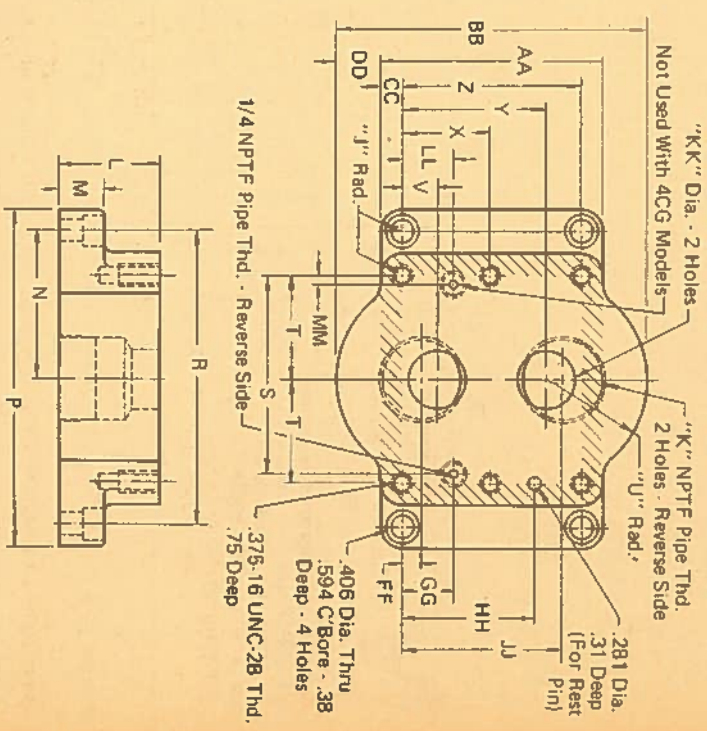 "KK" Dia. - 2 Holes
Not Used With 4CG Models
"K" NPTF Pipe Thd.
2 Holes - Reverse Side
"U" Rad.
.281 Dia.
.31 Deep
(For Rest
Pin)
BB
AA
DD
Z
CC
Y
X
LL
V
"J" Rad.
1/4 NPTF Pipe Thd. - Reverse Side
MM
T
S
T
FF
GG
HH
JJ
.406 Dia. Thru
.594 C'Bore - .38
Deep - 4 Holes
.375-16 UNC-2B Thd.
.75 Deep
L
M
N
R
P